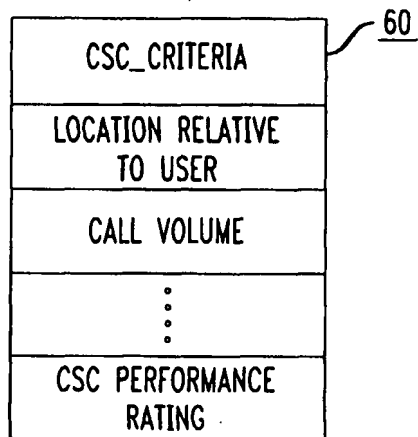 60
CSC_CRITERIA
LOCATION RELATIVE
TO USER
CALL VOLUME
CSC PERFORMANCE
RATING